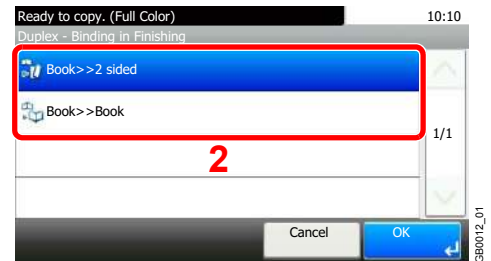 Ready to copy. (Full Color) 10:10
Duplex - Binding in Finishing
Book>>2 sided
Book>>Book
1/1
2
Cancel OK
GB0012_01